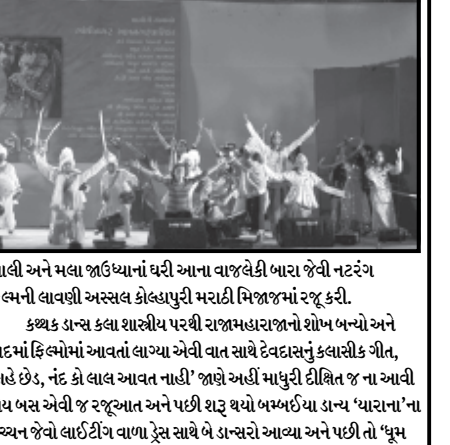 ાલી અને મલા જાઉધ્યાનાં ઘરી આના વાજલેકી બારા જેવી નટરંગ
લ્મની લાવણી અસ્સલ કોલ્હાપુરી મરાઠી મિજાજમાં રજૂ કરી.
કથ્થક ડાન્સ કલા શાસ્ત્રીય પરથી રાજામહારાજાનો શોખ બન્યો અને
ાદમાં ફિલ્મોમાં આવતાં લાગ્યા એવી વાત સાથે દેવદાસનું કલાસીક ગીત,
ાહે છેડ, નંદ કો લાલ આવત નાહી’ જાણે અહીં માધુરી દીક્ષિત જ ના આવી
ાય બસ એવી જ રજૂઆત અને પછી શરૂ થયો બમ્બઈયા ડાન્ય ‘યારાના’ના
ચ્ચન જેવો લાઈટીંગ વાળા ડ્રેસ સાથે બે ડાન્સરો આવ્યા અને પછી તો ‘ધૂમ